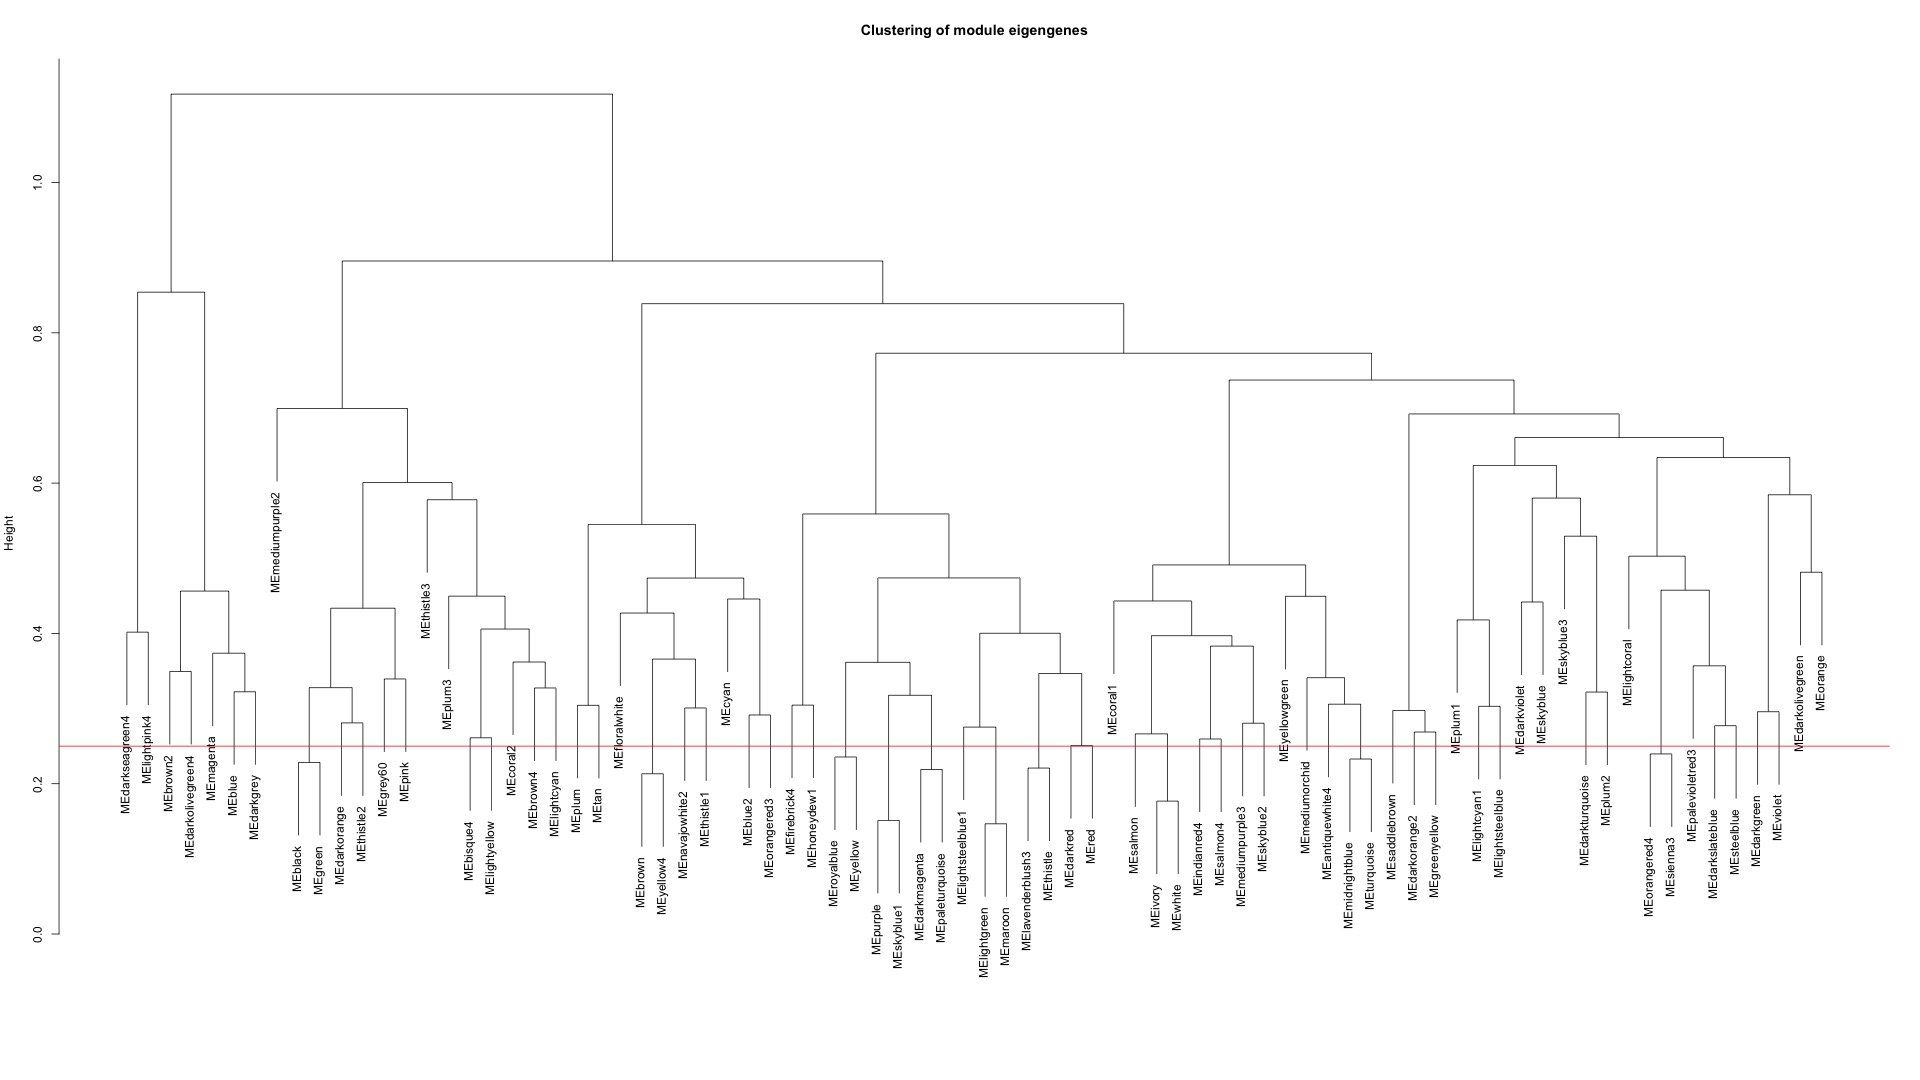 Clustering of module eigengenes
Height
1.0
0.8
0.6
0.4
0.2
0.0
MEdarkseagreen4
MElightpink4
MEbrown2
MEdarkolivegreen4
MEmagenta
MEblue
MEdarkgrey
MEmediumpurple2
MEblack
MEgreen
MEdarkorange
MEthistle2
MEgrey60
MEpink
MEthistle3
MEplum3
MEbisque4
MElightyellow
MEcoral2
MEbrown4
MElightcyan
MEplum
MEtan
MEfloralwhite
MEbrown
MEyellow4
MEnavajowhite2
MEthistle1
MEcyan
MEblue2
MEorangered3
MEfirebrick4
MEhoneydew1
MEroyalblue
MEyellow
MEpurple
MEskyblue1
MEdarkmagenta
MEpaleturquoise
MElightsteelblue1
MElightgreen
MEmaroon
MElavenderblush3
MEthistle
MEdarkred
MEred
MEcoral1
MEsalmon
MEivory
MEwhite
MEindianred4
MEsalmon4
MEmediumpurple3
MEskyblue2
MEyellowgreen
MEmediumorchid
MEantiquewhite4
MEmidnightblue
MEturquoise
MEsaddlebrown
MEdarkorange2
MEgreenyellow
MEplum1
MElightcyan1
MElightsteelblue
MEdarkviolet
MEskyblue
MEskyblue3
MEdarkturquoise
MEplum2
MElightcoral
MEorangered4
MEsienna3
MEpalevioletred3
MEdarkslateblue
MEsteelblue
MEdarkgreen
MEviolet
MEdarkolivegreen
MEorange